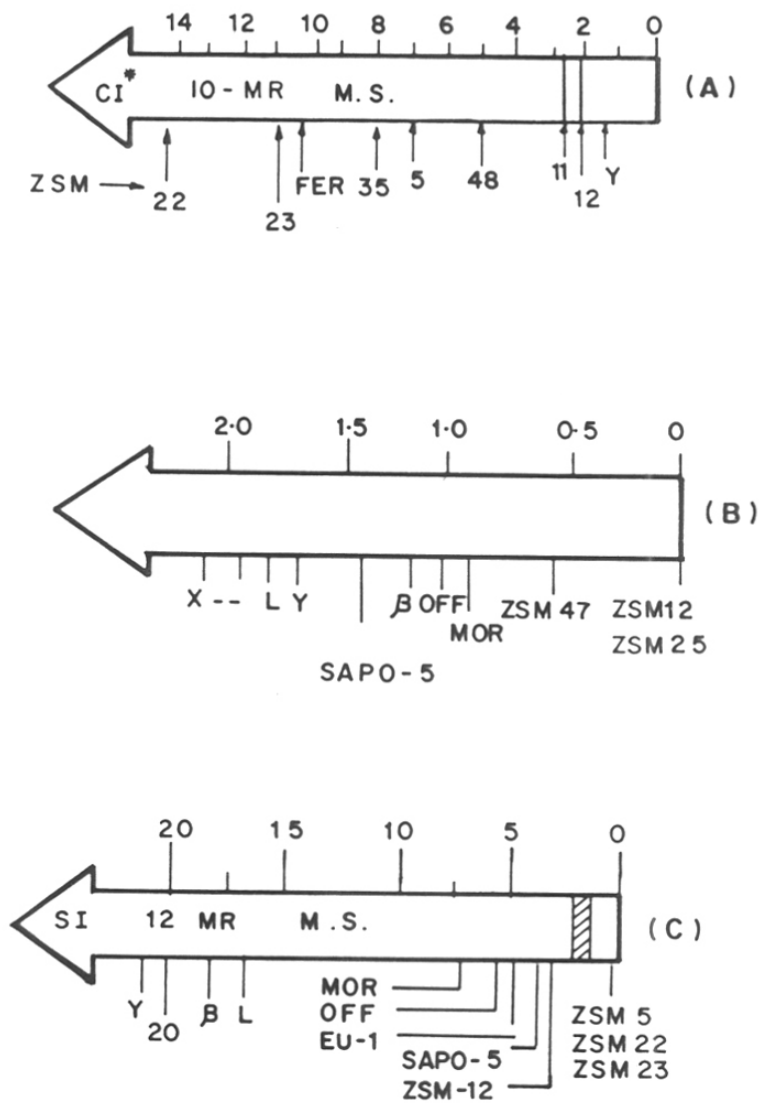 14 12 10 8 6 4 2 0
CI* 10-MR M.S. (A)
ZSM → FER 35 5 48 11 Y
22 12
23
2·0 1·5 1·0 0·5 0
(B)
X -- L Y β OFF ZSM 47 ZSM12
MOR ZSM 25
SAPO-5
20 15 10 5 0
SI 12 MR M.S. (C)
Y 20 β L MOR ZSM 5
OFF ZSM 22
EU-1 ZSM 23
SAPO-5
ZSM-12